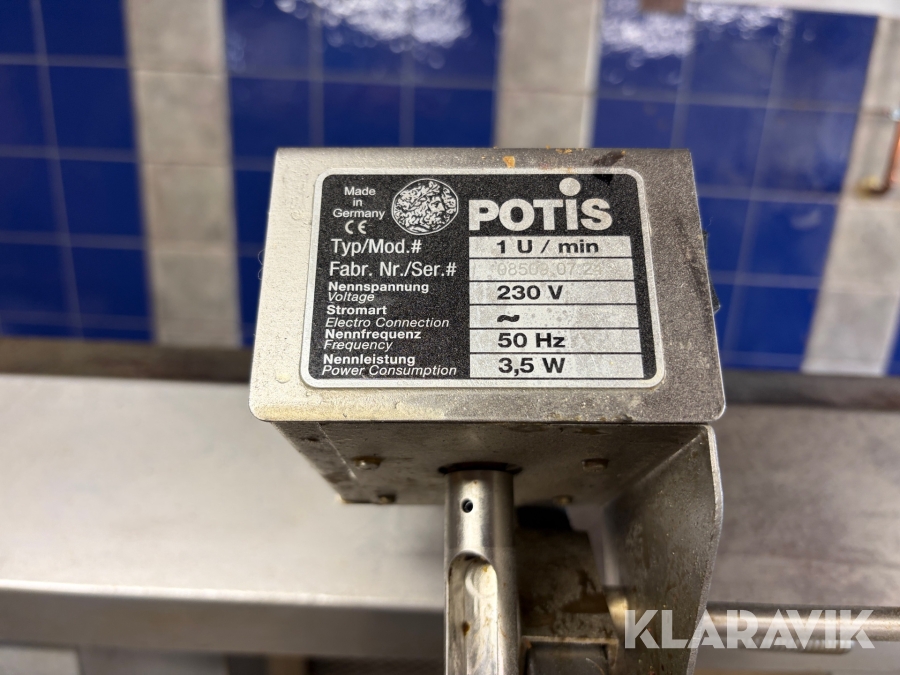 Made
in
Germany
CE
POTIS
Typ/Mod.# 1 U / min
Fabr. Nr./Ser.#
Nennspannung
Voltage 230 V
Stromart
Electro Connection ~
Nennfrequenz
Frequency 50 Hz
Nennleistung
Power Consumption 3,5 W
KLARAVIK